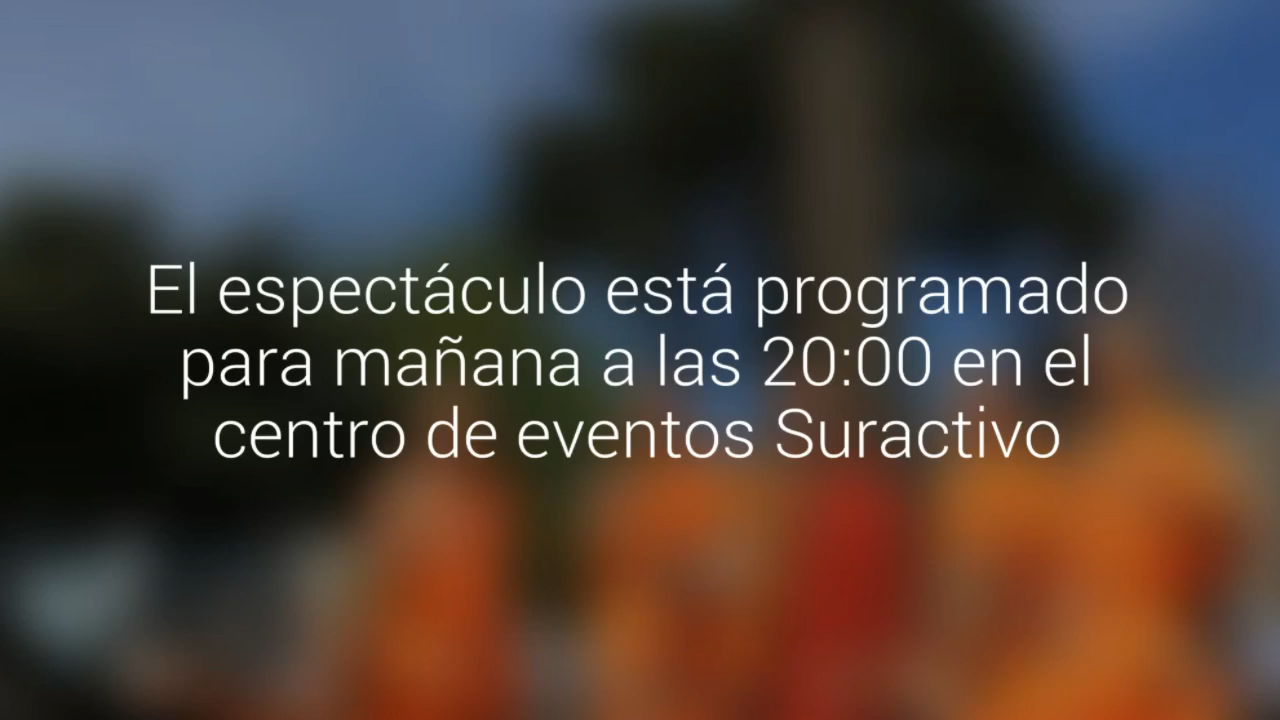 El espectáculo está programado
para mañana a las 20:00 en el
centro de eventos Suractivo